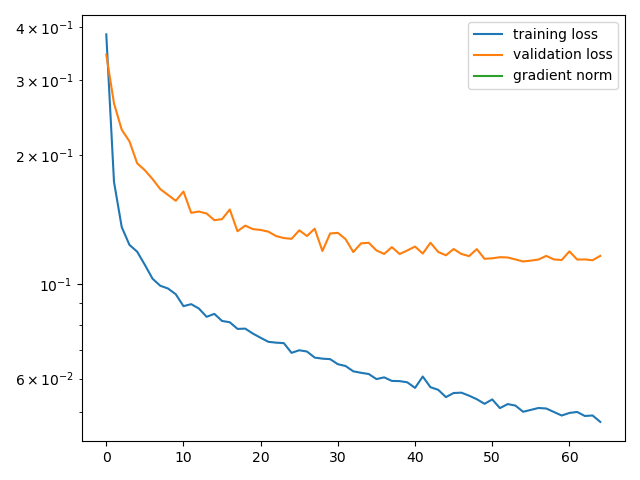 training loss
validation loss
gradient norm
4 × 10⁻¹
3 × 10⁻¹
2 × 10⁻¹
10⁻¹
6 × 10⁻²
0 10 20 30 40 50 60